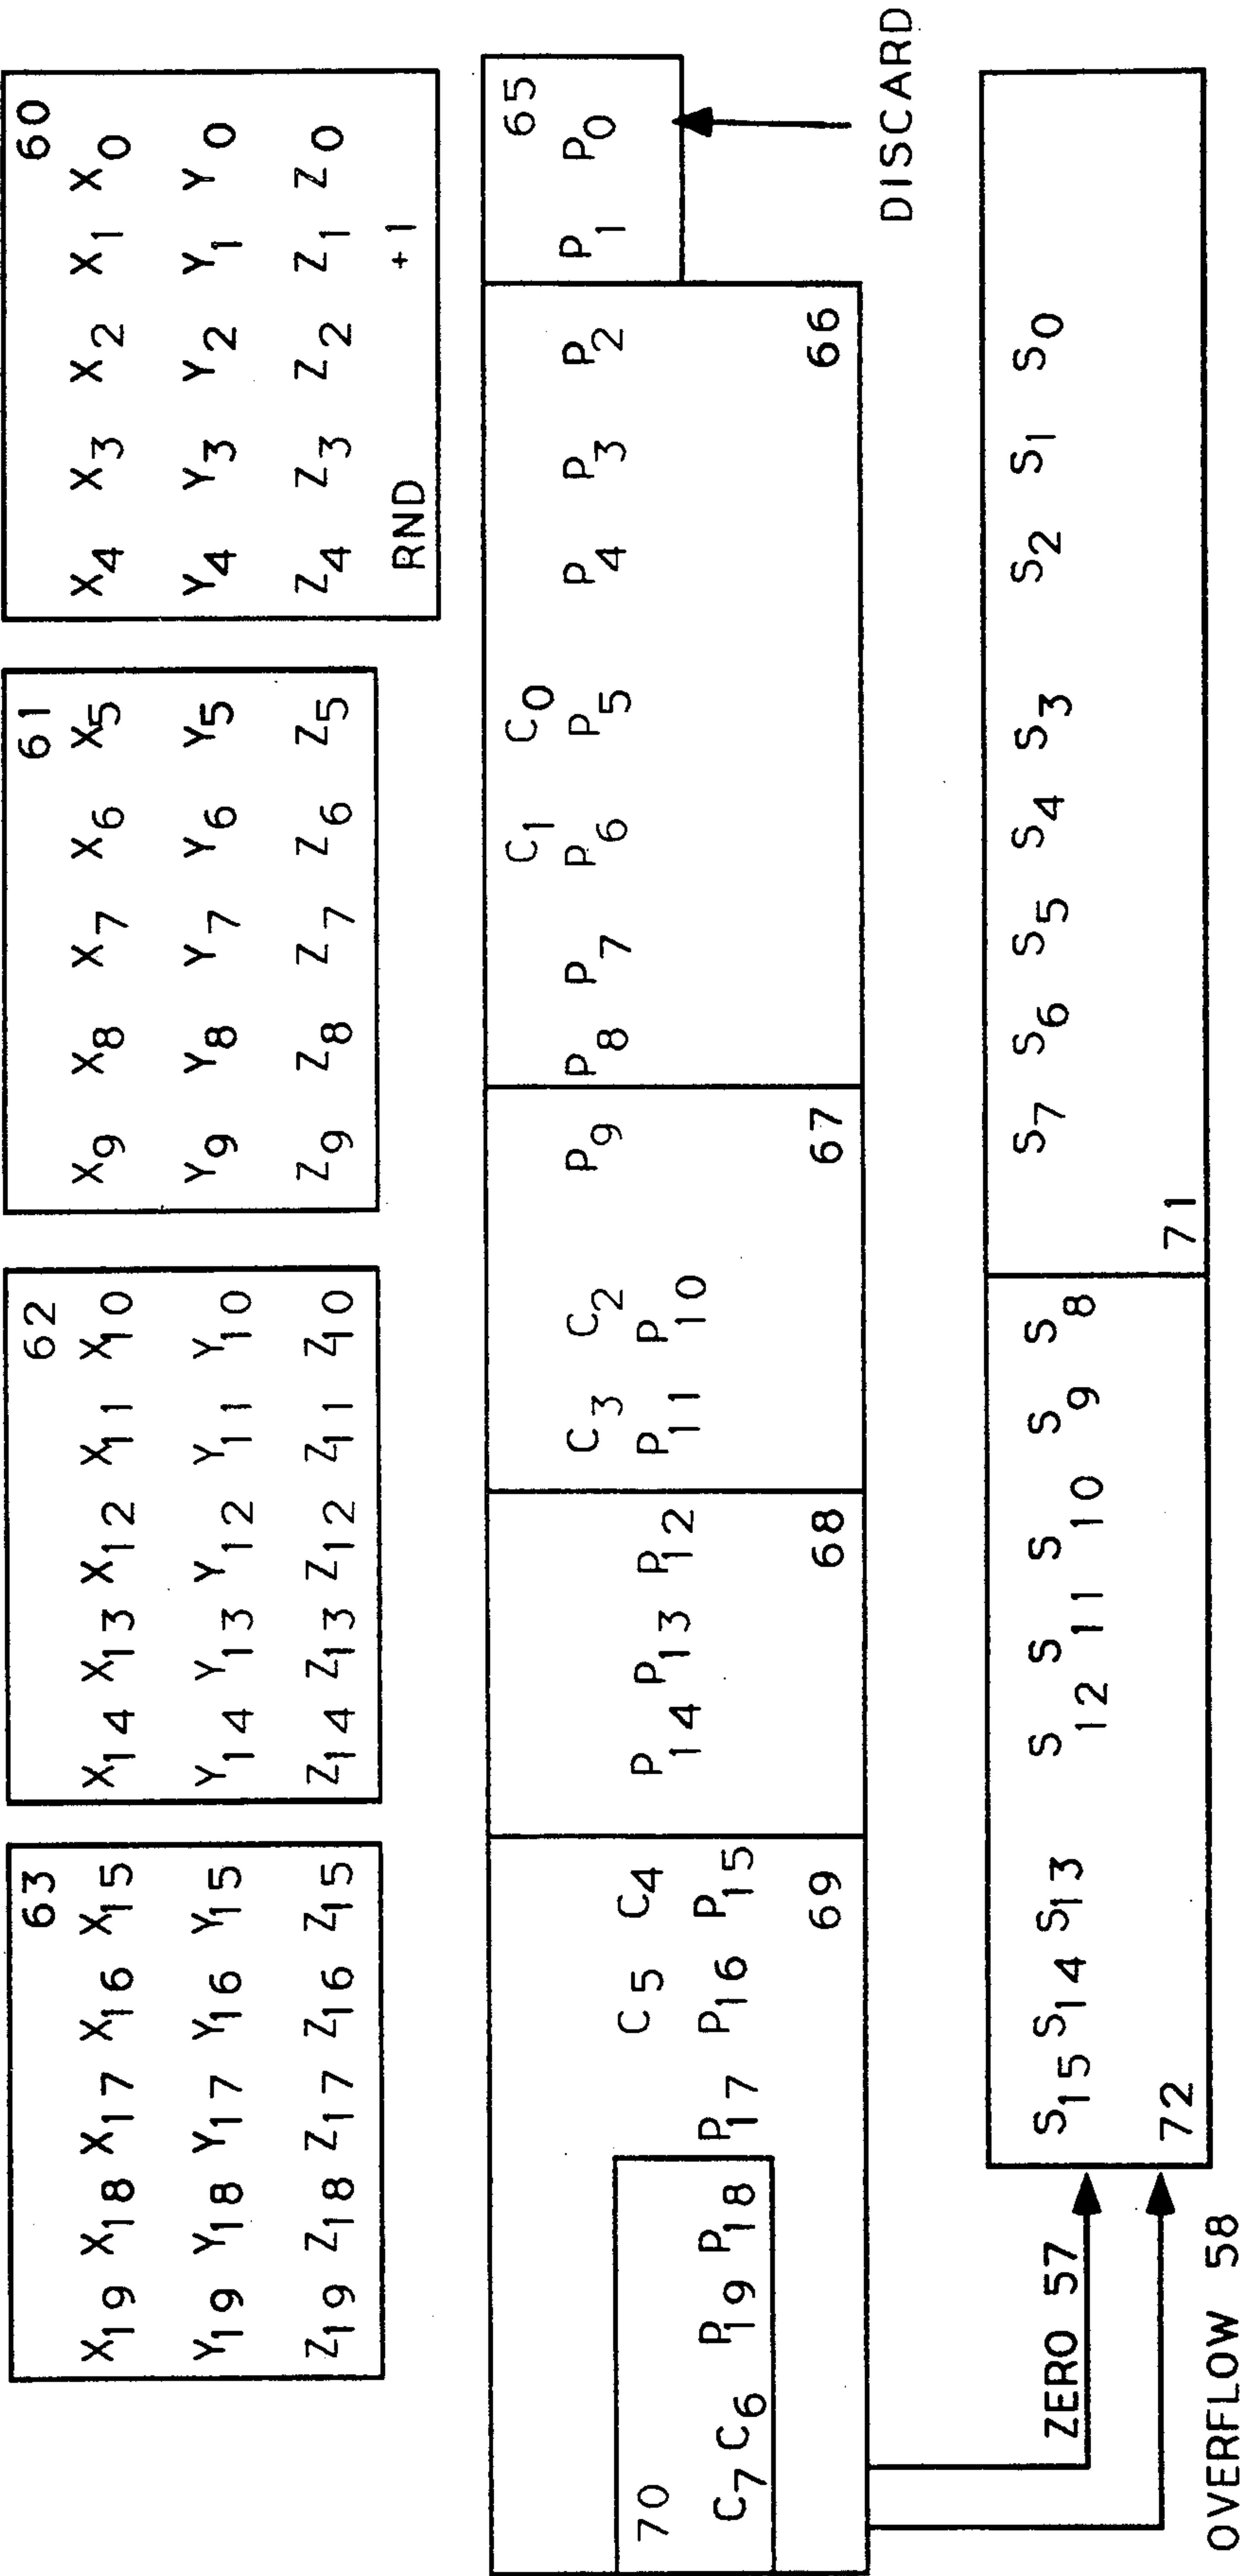 63
X19 X18 X17 X16 X15
Y19 Y18 Y17 Y16 Y15
Z19 Z18 Z17 Z16 Z15
62
X14 X13 X12 X11 X10
Y14 Y13 Y12 Y11 Y10
Z14 Z13 Z12 Z11 Z10
61
X9 X8 X7 X6 X5
Y9 Y8 Y7 Y6 Y5
Z9 Z8 Z7 Z6 Z5
60
X4 X3 X2 X1 X0
Y4 Y3 Y2 Y1 Y0
Z4 Z3 Z2 Z1 Z0
RND +1
70
C7 C6 P19 P18
C5 C4
P17 P16 P15
69
P14 P13 P12
68
C3 C2
P11 P10 P9
67
C1 C0
P8 P7 P6 P5 P4 P3 P2
66
65
P1 P0
DISCARD
ZERO 57
OVERFLOW 58
S15 S14 S13 S12 S11 S10 S9 S8
72
S7 S6 S5 S4 S3 S2 S1 S0
71